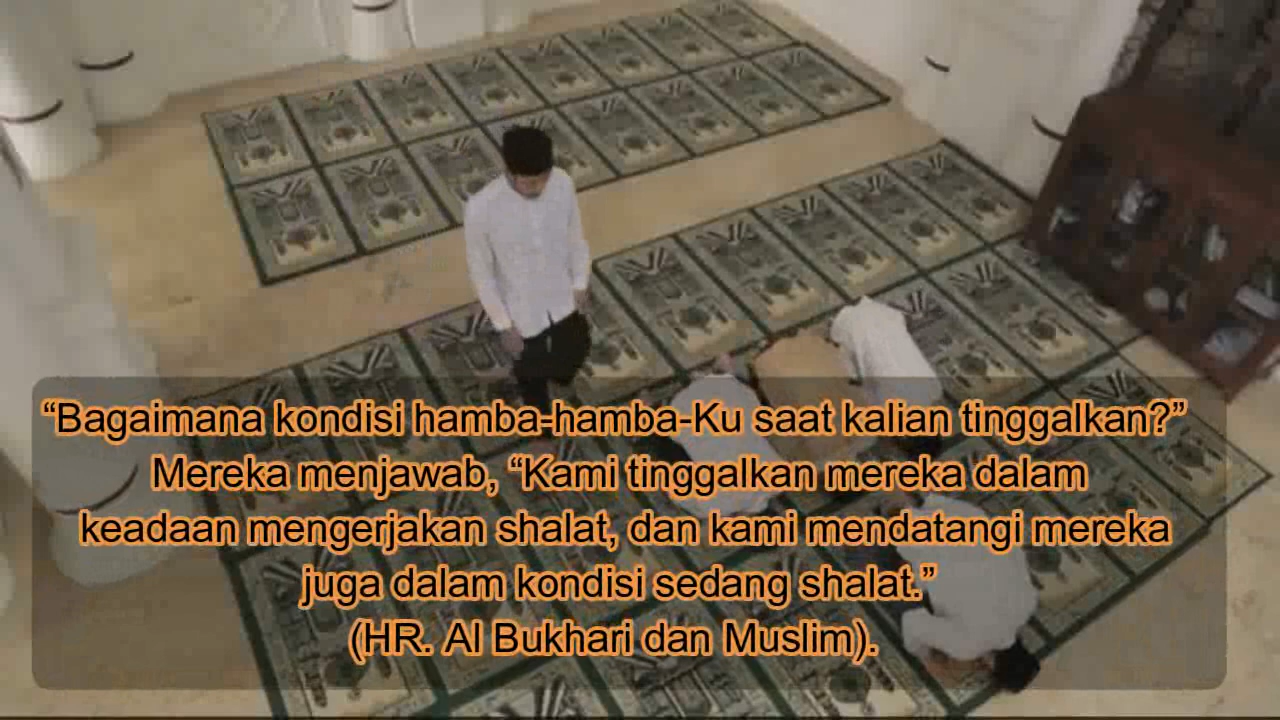 “Bagaimana kondisi hamba-hamba-Ku saat kalian tinggalkan?”
Mereka menjawab, “Kami tinggalkan mereka dalam
keadaan mengerjakan shalat, dan kami mendatangi mereka
juga dalam kondisi sedang shalat.”
(HR. Al Bukhari dan Muslim).